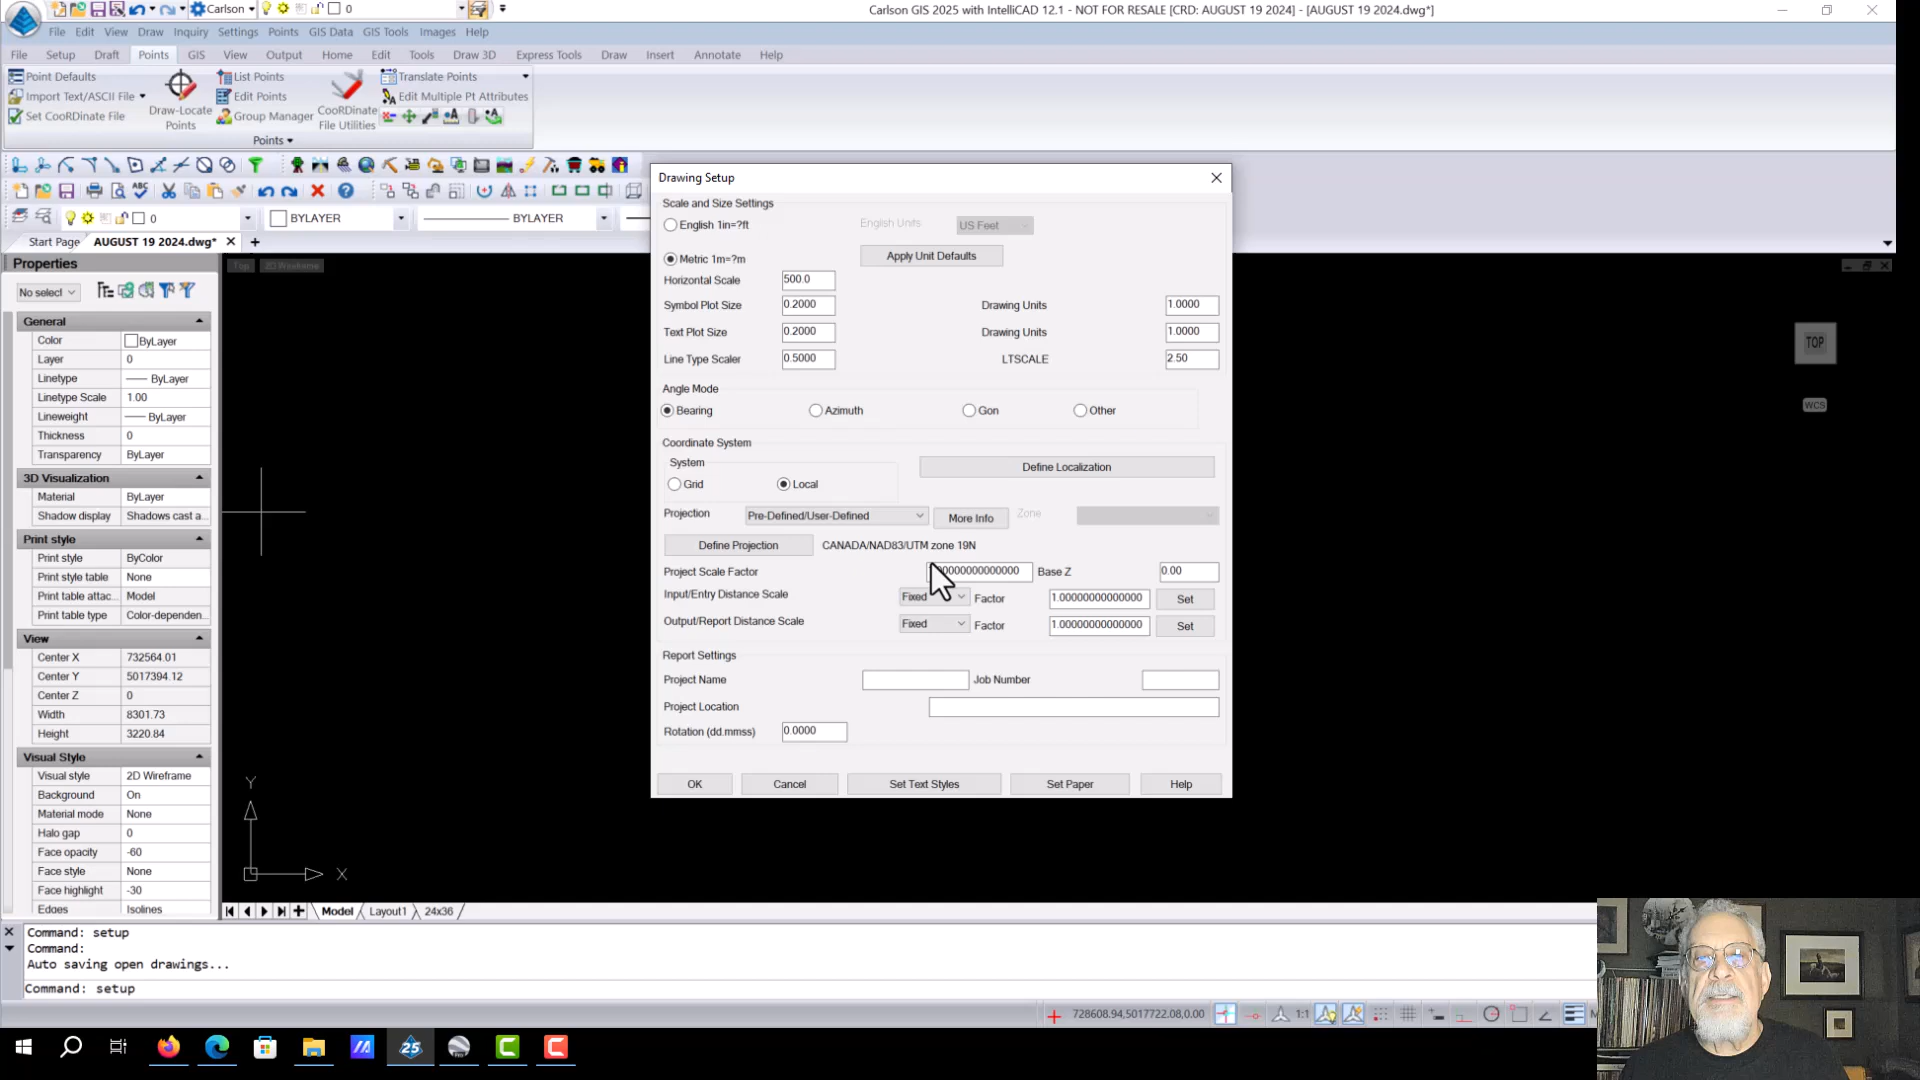 Carlson
0
Carlson GIS 2025 with IntelliCAD 12.1 - NOT FOR RESALE [CRD: AUGUST 19 2024] - [AUGUST 19 2024.dwg*]
File Edit View Draw Inquiry Settings Points GIS Data GIS Tools Images Help
File Setup Draft Points GIS View Output Home Edit Tools Draw 3D Express Tools Draw Insert Annotate Help
Point Defaults
Import Text/ASCII File
Set CooRDinate File
Draw-Locate
Points
List Points
Edit Points
Group Manager
CooRDinate
File Utilities
Translate Points
Edit Multiple Pt Attributes
Points
0
BYLAYER
BYLAYER
Start Page AUGUST 19 2024.dwg*
Properties
No select
General
Color ByLayer
Layer 0
Linetype ByLayer
Linetype Scale 1.00
Lineweight ByLayer
Thickness 0
Transparency ByLayer
3D Visualization
Material ByLayer
Shadow display Shadows cast a...
Print style
Print style ByColor
Print style table None
Print table attac... Model
Print table type Color-dependen...
View
Center X 732564.01
Center Y 5017394.12
Center Z 0
Width 8301.73
Height 3220.84
Visual Style
Visual style 2D Wireframe
Background On
Material mode None
Halo gap 0
Face opacity -60
Face style None
Face highlight -30
Edges Isolines
Top 2D Wireframe
TOP
WCS
Y
X
Drawing Setup
Scale and Size Settings
English 1in=?ft English Units US Feet
Metric 1m=?m Apply Unit Defaults
Horizontal Scale 500.0
Symbol Plot Size 0.2000 Drawing Units 1.0000
Text Plot Size 0.2000 Drawing Units 1.0000
Line Type Scaler 0.5000 LTSCALE 2.50
Angle Mode
Bearing Azimuth Gon Other
Coordinate System
System
Define Localization
Grid Local
Projection Pre-Defined/User-Defined More Info Zone
Define Projection CANADA/NAD83/UTM zone 19N
Project Scale Factor 00000000000000 Base Z 0.00
Input/Entry Distance Scale Fixed Factor 1.00000000000000 Set
Output/Report Distance Scale Fixed Factor 1.00000000000000 Set
Report Settings
Project Name Job Number
Project Location
Rotation (dd.mmss) 0.0000
OK Cancel Set Text Styles Set Paper Help
Model Layout1 24x36
Command: setup
Command:
Auto saving open drawings...
Command: setup
728608.94,5017722.08,0.00
1:1
M
25